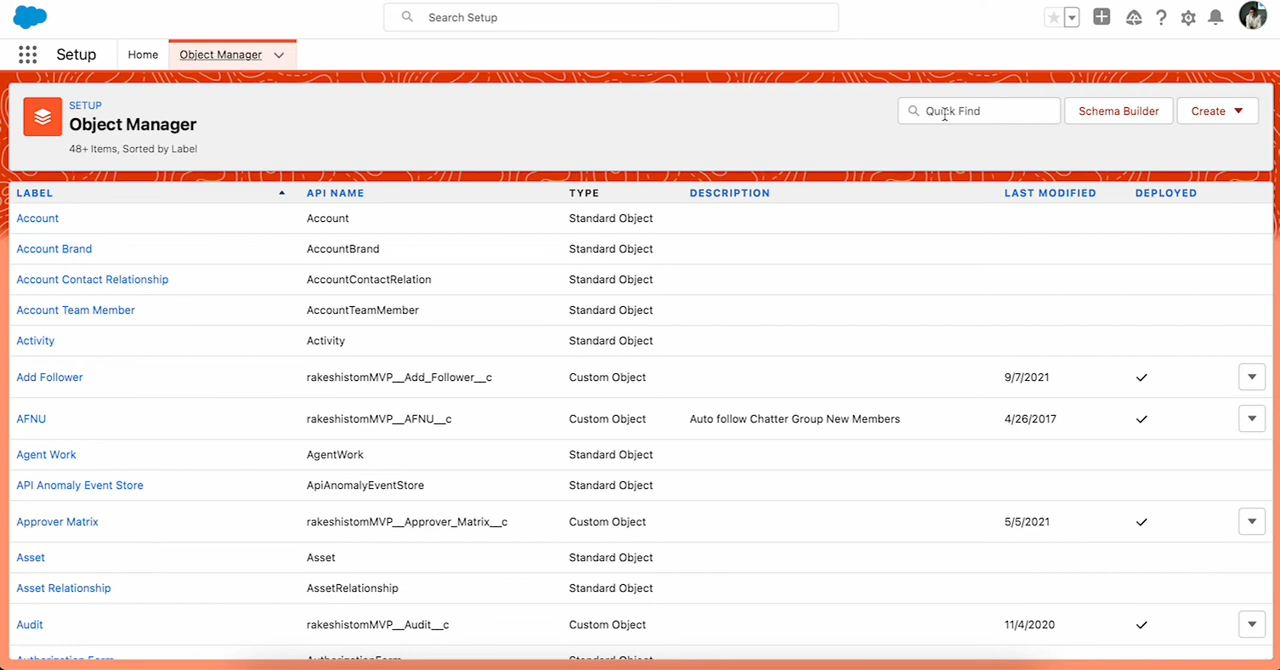 Search Setup
Setup Home Object Manager
SETUP
Object Manager
48+ Items, Sorted by Label
Quick Find Schema Builder Create
LABEL API NAME TYPE DESCRIPTION LAST MODIFIED DEPLOYED
Account Account Standard Object
Account Brand AccountBrand Standard Object
Account Contact Relationship AccountContactRelation Standard Object
Account Team Member AccountTeamMember Standard Object
Activity Activity Standard Object
Add Follower rakeshistomMVP__Add_Follower__c Custom Object 9/7/2021
AFNU rakeshistomMVP__AFNU__c Custom Object Auto follow Chatter Group New Members 4/26/2017
Agent Work AgentWork Standard Object
API Anomaly Event Store ApiAnomalyEventStore Standard Object
Approver Matrix rakeshistomMVP__Approver_Matrix__c Custom Object 5/5/2021
Asset Asset Standard Object
Asset Relationship AssetRelationship Standard Object
Audit rakeshistomMVP__Audit__c Custom Object 11/4/2020
Authorization Form AuthorizationForm Standard Object